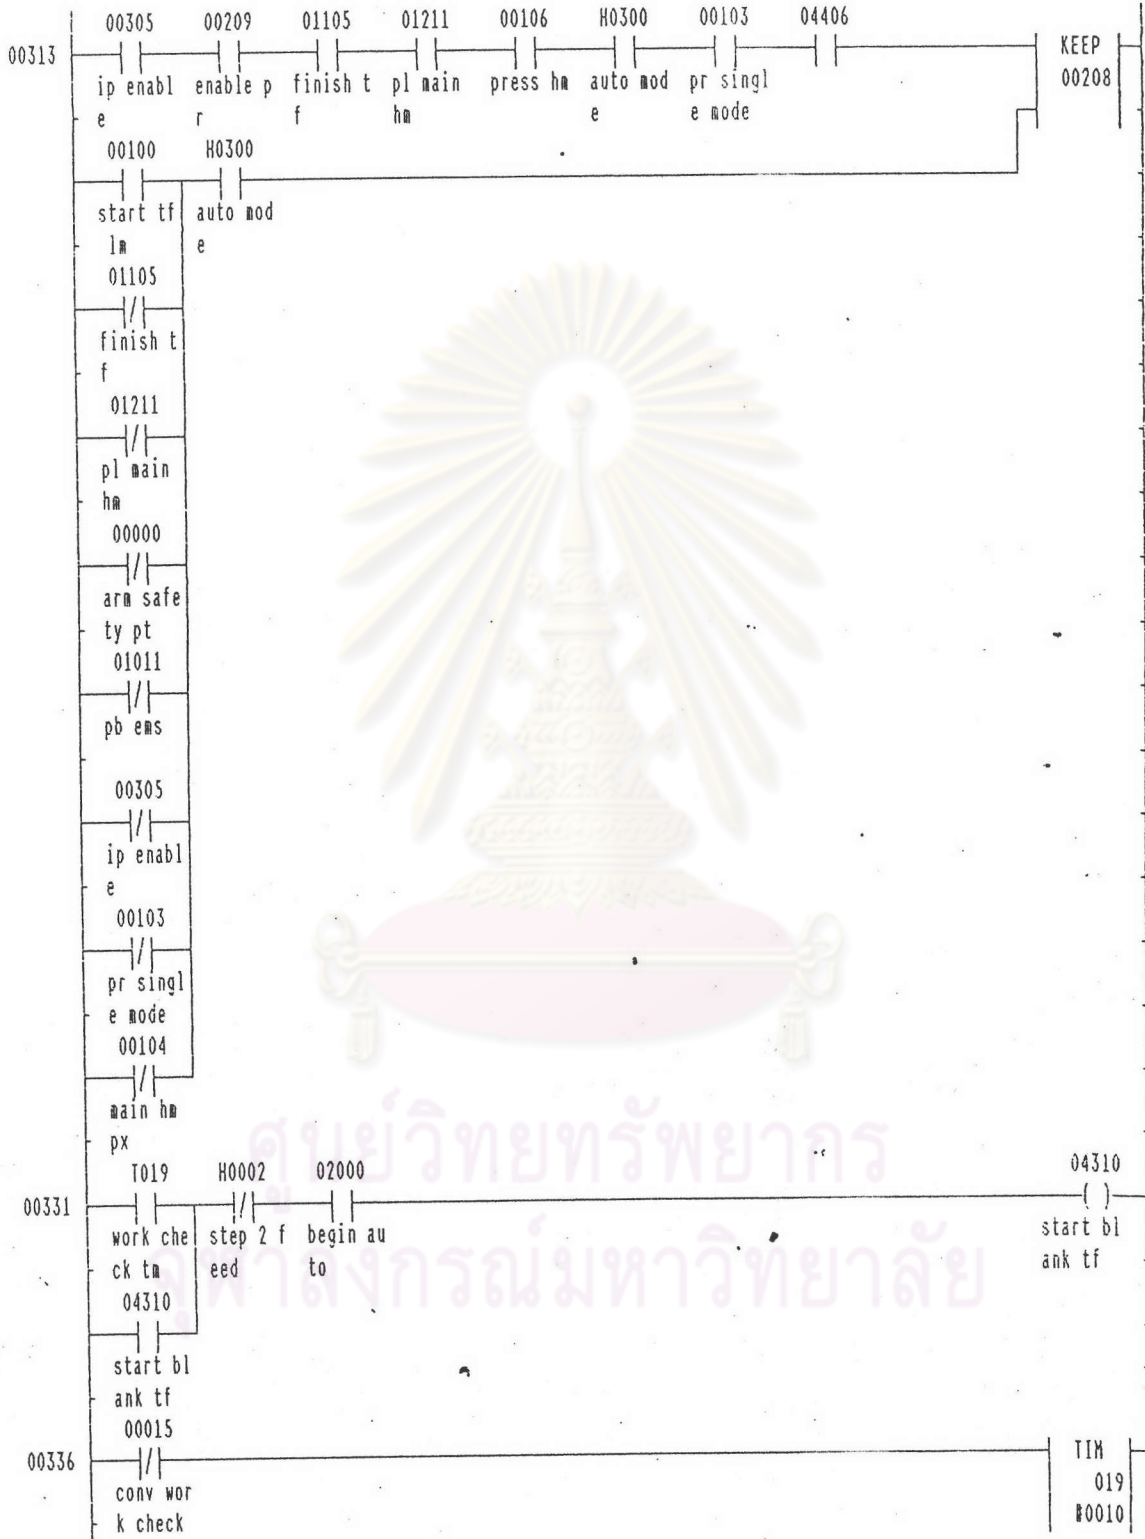 00305 00209 01105 01211 00106 H0300 00103 04406
00313 KEEP
ip enabl enable p finish t pl main press hm auto mod pr singl 00208
e r f hm e e mode
00100 H0300
start tf auto mod
lm e
01105
finish t
f
01211
pl main
hm
00000
arm safe
ty pt
01011
pb ems
00305
ip enabl
e
00103
pr singl
e mode
00104
main hm
px
ศูนย์วิทยทรัพยากร
T019 H0002 02000 04310
00331 ( )
work che step 2 f begin au start bl
ck tm eed to ank tf
จุฬาลงกรณ์มหาวิทยาลัย
04310
start bl
ank tf
00015
00336 TIM
conv wor 019
k check #0010